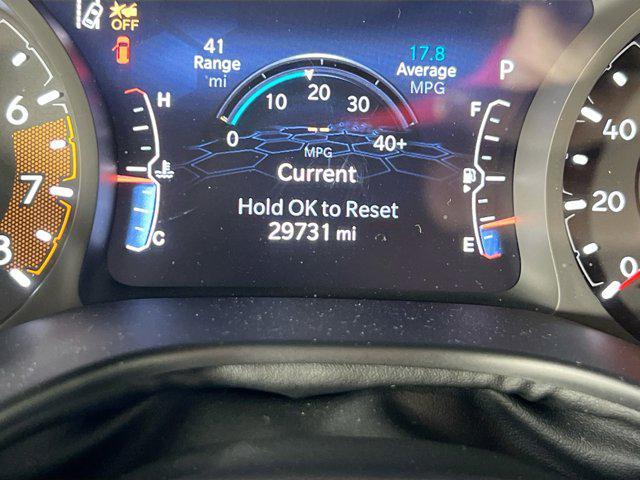 OFF
41
Range
mi
17.8
Average
MPG
P
0 10 20 30 40+
MPG
Current
Hold OK to Reset
29731 mi
H
C
F
E
6
7
8
40
20
0